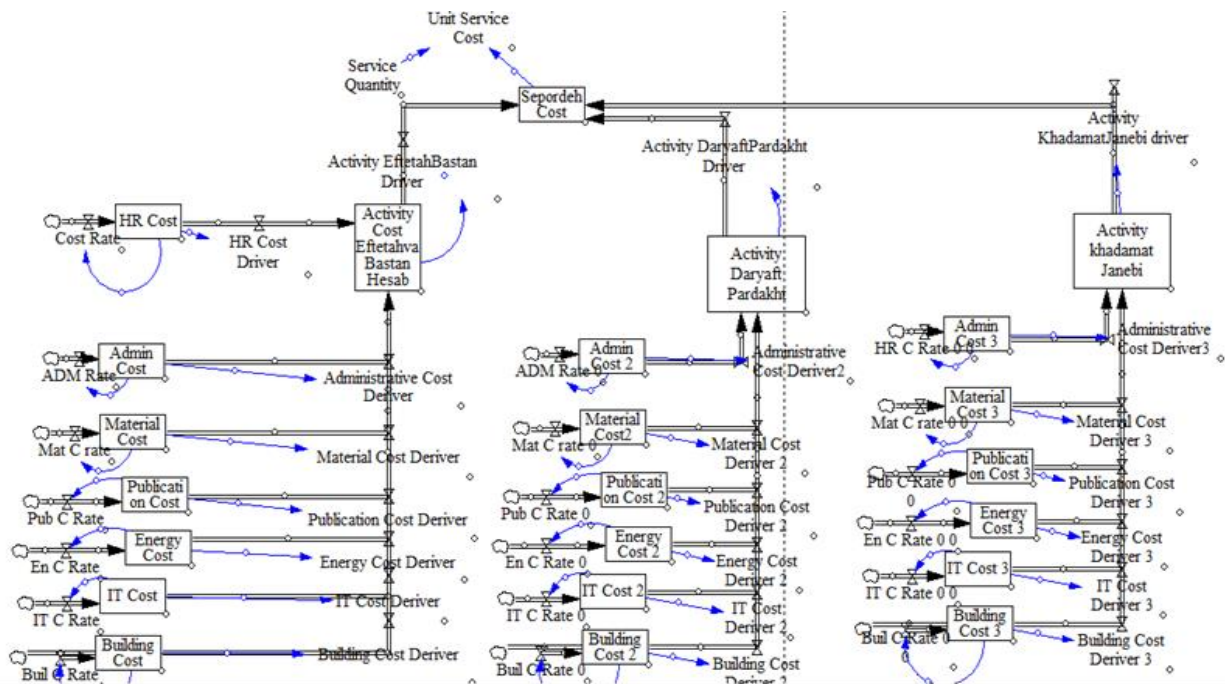 Unit Service
Cost
Service
Quantity
Sepordeh
Cost
Activity EftetahBastan
Driver
Activity DaryaftPardakht
Driver
Activity
KhadamatJanebi driver
HR Cost
Cost Rate
HR Cost
Driver
Activity
Cost
Eftetahva
Bastan
Hesab
Activity
Daryaft
Pardakht
Activity
khadamat
Janebi
Admin
Cost
ADM Rate
Administrative Cost
Deriver
Material
Cost
Mat C rate
Material Cost Deriver
Publicati
on Cost
Pub C Rate
Publication Cost Deriver
Energy
Cost
En C Rate
Energy Cost Deriver
IT Cost
IT C Rate
IT Cost Deriver
Building
Cost
Buil C Rate
Building Cost Deriver
Admin
Cost 2
ADM Rate 0
Administrative
Cost Deriver2
Material
Cost2
Mat C rate 0
Material Cost
Deriver 2
Publicati
on Cost 2
Pub C Rate 0
Publication Cost
Deriver 2
Energy
Cost 2
En C Rate 0
Energy Cost
Deriver 2
IT Cost 2
IT C Rate 0
IT Cost
Deriver 2
Building
Cost 2
Buil C Rate 0
Building Cost
Deriver 2
Admin
Cost 3
HR C Rate 0 0
Administrative
Cost Deriver3
Material
Cost 3
Mat C rate 0 0
Material Cost
Deriver 3
Publicati
on Cost 3
Pub C Rate 0
0
Publication Cost
Deriver 3
Energy
Cost 3
En C Rate 0 0
Energy Cost
Deriver 3
IT Cost 3
IT C Rate 0 0
IT Cost
Deriver 3
Building
Cost 3
Buil C Rate 0
0
Building Cost
Deriver 3